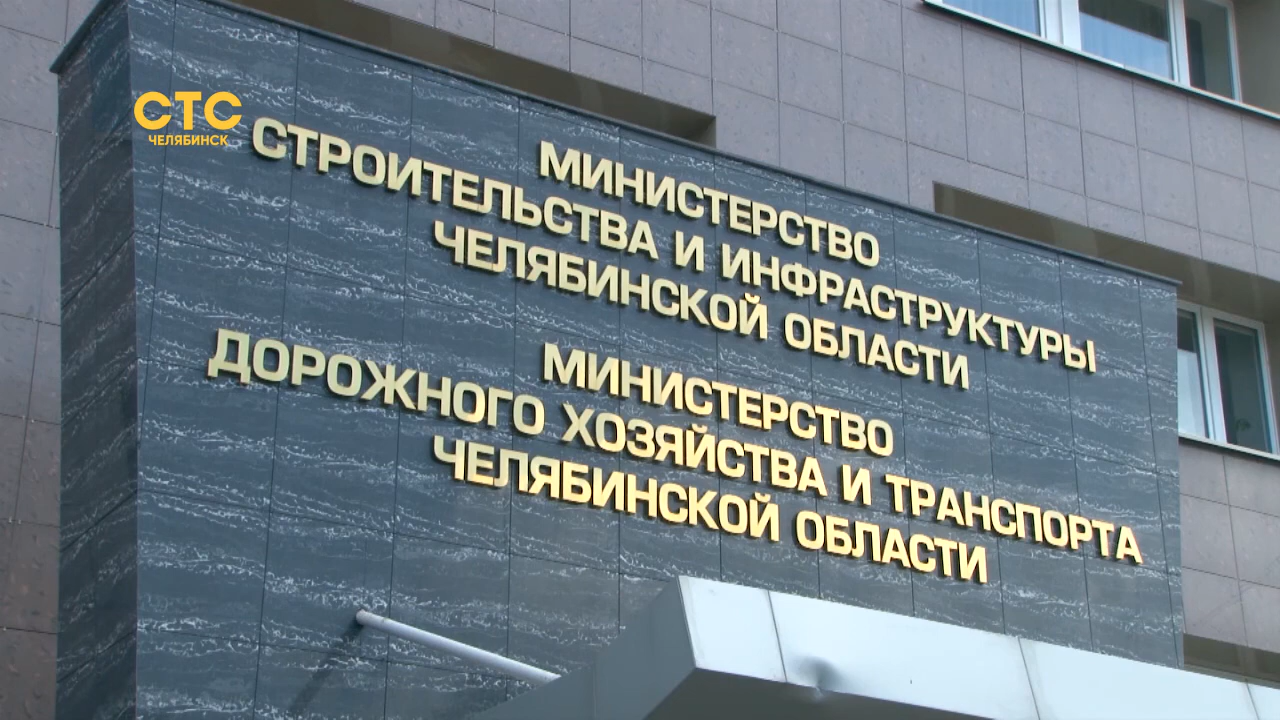 СТС
ЧЕЛЯБИНСК
МИНИСТЕРСТВО
СТРОИТЕЛЬСТВА И ИНФРАСТРУКТУРЫ
ЧЕЛЯБИНСКОЙ ОБЛАСТИ
МИНИСТЕРСТВО
ДОРОЖНОГО ХОЗЯЙСТВА И ТРАНСПОРТА
ЧЕЛЯБИНСКОЙ ОБЛАСТИ